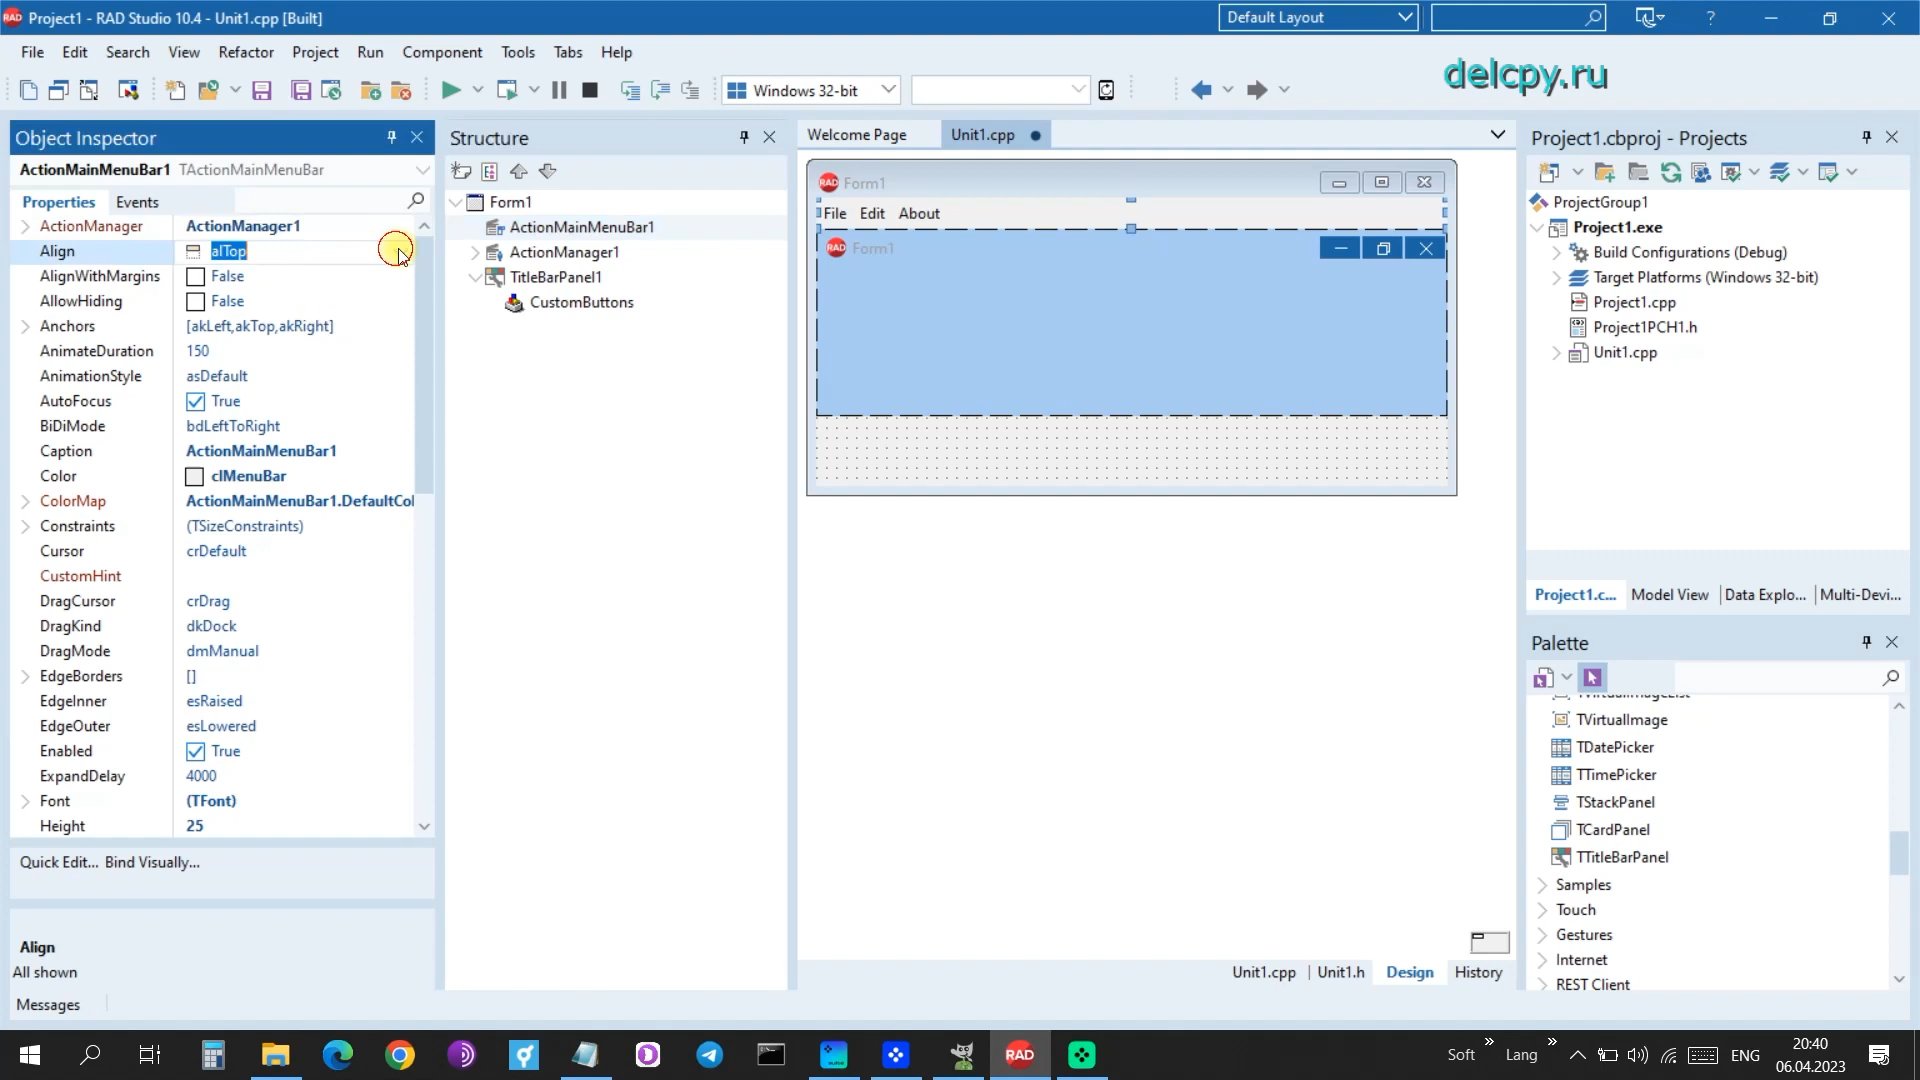 Project1 - RAD Studio 10.4 - Unit1.cpp [Built]
Default Layout
File Edit Search View Refactor Project Run Component Tools Tabs Help
Windows 32-bit
delcpy.ru
Object Inspector
ActionMainMenuBar1 TActionMainMenuBar
Properties Events
ActionManager ActionManager1
Align alTop
AlignWithMargins False
AllowHiding False
Anchors [akLeft,akTop,akRight]
AnimateDuration 150
AnimationStyle asDefault
AutoFocus True
BiDiMode bdLeftToRight
Caption ActionMainMenuBar1
Color clMenuBar
ColorMap ActionMainMenuBar1.DefaultCol
Constraints (TSizeConstraints)
Cursor crDefault
CustomHint
DragCursor crDrag
DragKind dkDock
DragMode dmManual
EdgeBorders []
EdgeInner esRaised
EdgeOuter esLowered
Enabled True
ExpandDelay 4000
Font (TFont)
Height 25
Quick Edit... Bind Visually...
Align
All shown
Messages
Structure
Form1
ActionMainMenuBar1
ActionManager1
TitleBarPanel1
CustomButtons
Welcome Page Unit1.cpp
RAD Form1
File Edit About
RAD Form1
Unit1.cpp Unit1.h Design History
Project1.cbproj - Projects
ProjectGroup1
Project1.exe
Build Configurations (Debug)
Target Platforms (Windows 32-bit)
Project1.cpp
Project1PCH1.h
Unit1.cpp
Project1.c... Model View Data Explo... Multi-Devi...
Palette
TVirtualImageList
TVirtualImage
TDatePicker
TTimePicker
TStackPanel
TCardPanel
TTitleBarPanel
Samples
Touch
Gestures
Internet
REST Client
RAD
Soft Lang ENG
20:40
06.04.2023